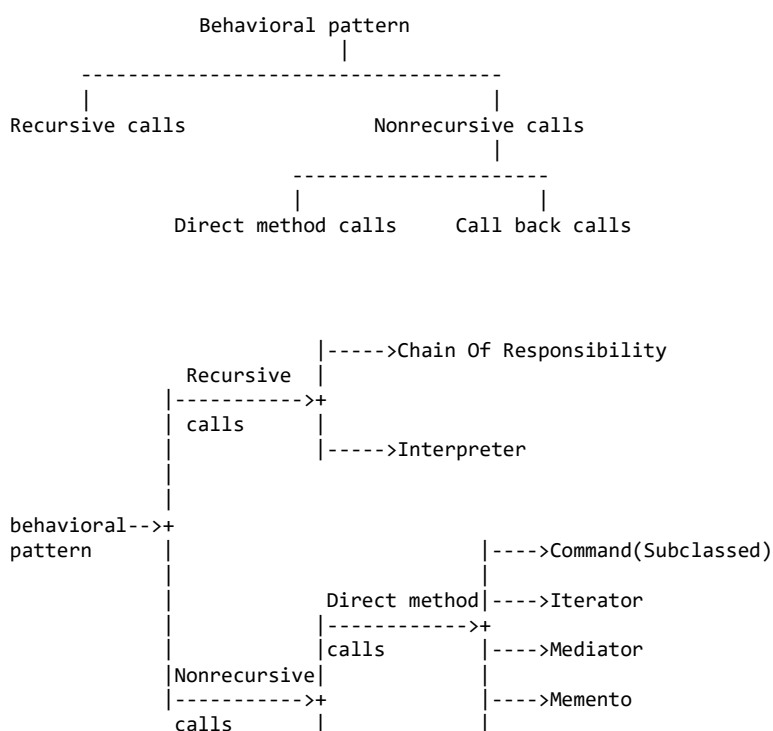 Behavioral pattern
|
------------------------------------
| |
Recursive calls Nonrecursive calls
|
----------------------
| |
Direct method calls Call back calls
|----->Chain Of Responsibility
Recursive |
|----------->+
| calls |
| |----->Interpreter
|
|
behavioral-->+
pattern | |---->Command(Subclassed)
| |
| Direct method|---->Iterator
| |------------>+
| |calls |---->Mediator
|Nonrecursive| |
|----------->+ |---->Memento
calls | |